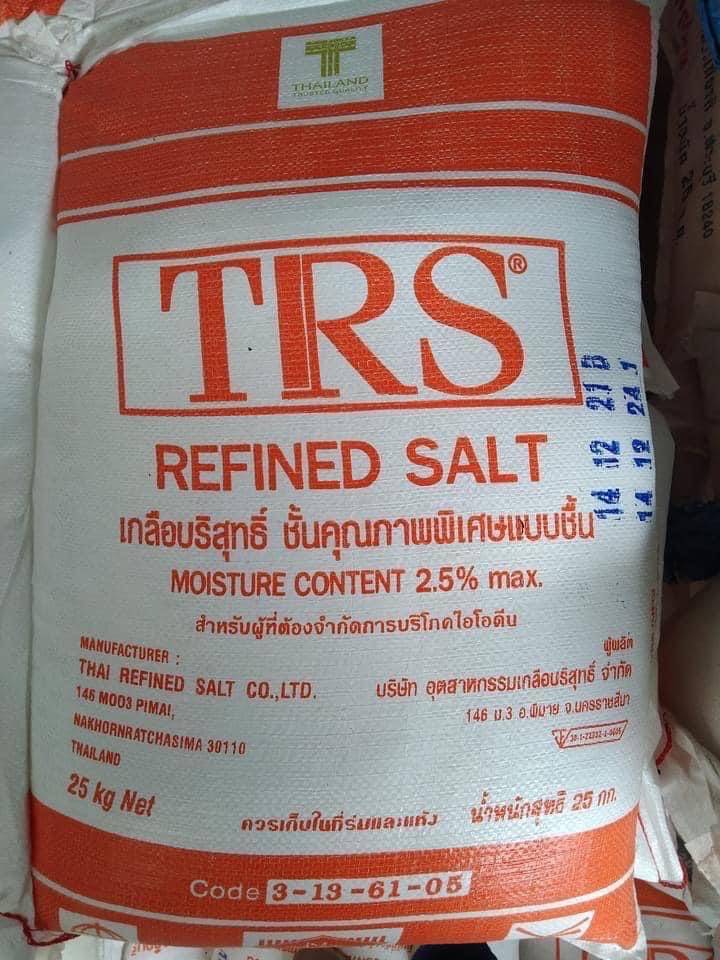 THAILAND
TRUSTED QUALITY
TRS®
REFINED SALT
เกลือบริสุทธิ์ ชั้นคุณภาพพิเศษแบบชื้น
MOISTURE CONTENT 2.5% max.
สำหรับผู้ที่ต้องจำกัดการบริโภคไอโอดีน
MANUFACTURER :
THAI REFINED SALT CO.,LTD.
146 MOO3 PIMAI,
NAKHORNRATCHASIMA 30110
THAILAND
25 kg Net
ผู้ผลิต
บริษัท อุตสาหกรรมเกลือบริสุทธิ์ จำกัด
146 ม.3 อ.พิมาย จ.นครราชสีมา
น้ำหนักสุทธิ 25 กก.
ควรเก็บในที่ร่มและแห้ง
Code 3-13-61-05
14 12 21 B
14 12 24 1
18240